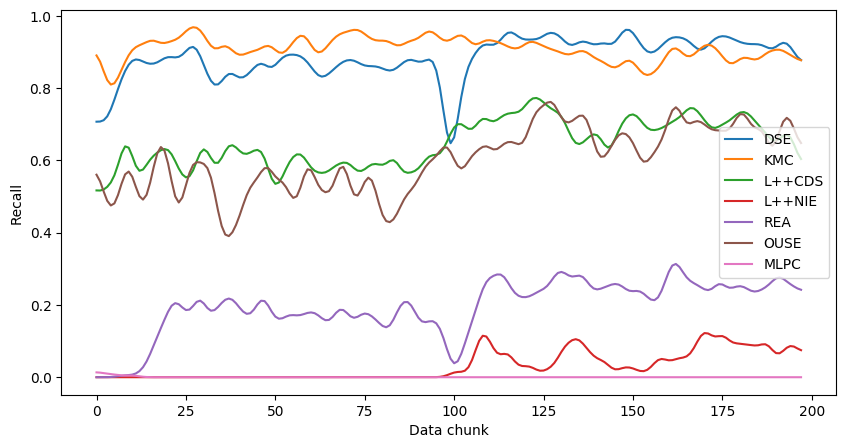 1.0
0.8
0.6
0.4
0.2
0.0
Recall
DSE
KMC
L++CDS
L++NIE
REA
OUSE
MLPC
0 25 50 75 100 125 150 175 200
Data chunk